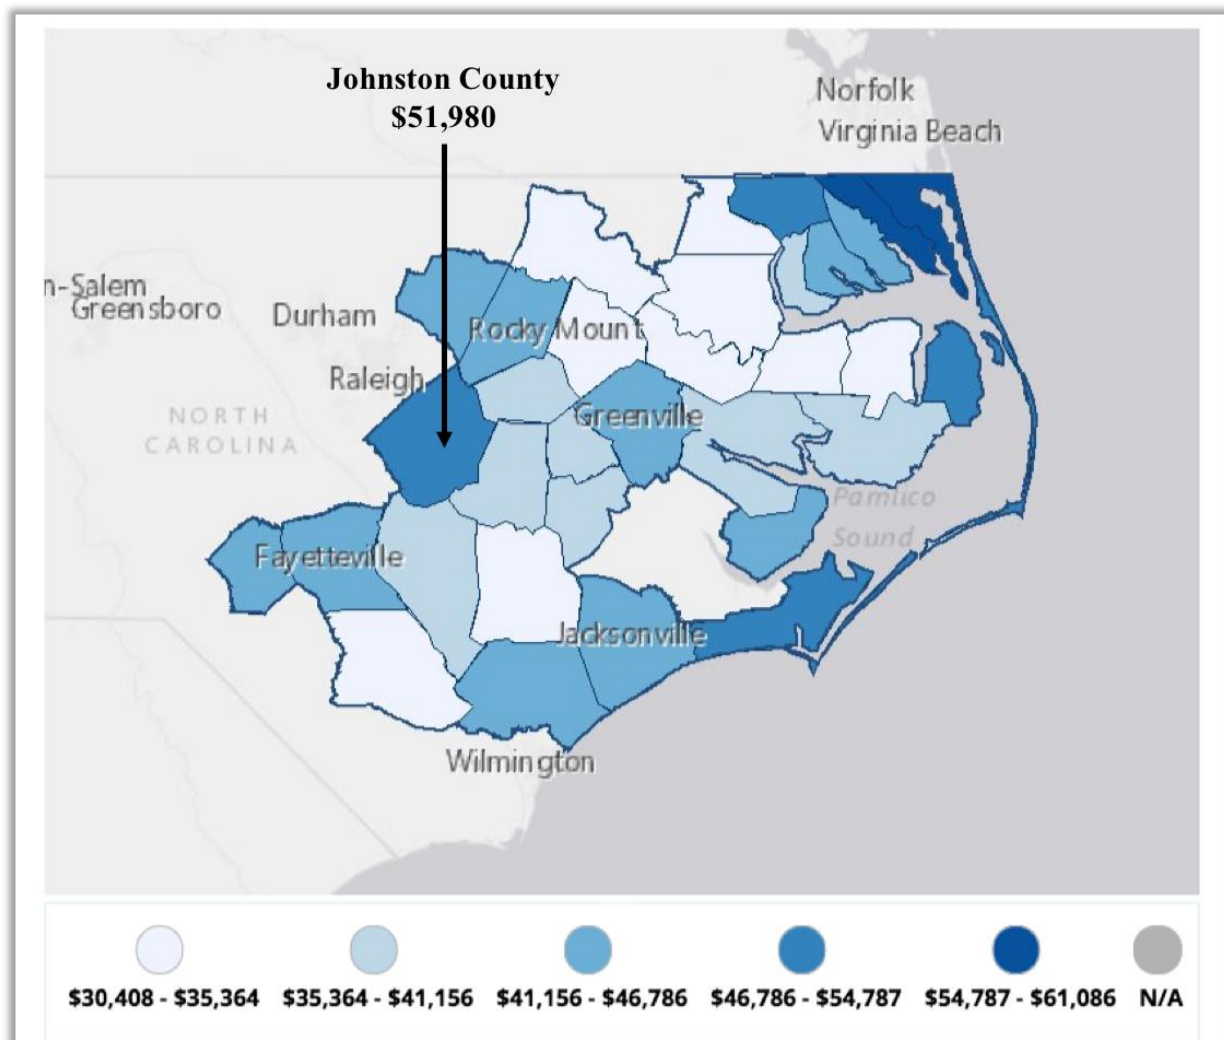 Johnston County
$51,980
Norfolk
Virginia Beach
n-Salem
Greensboro
Durham
Rocky Mount
Raleigh
NORTH
CAROLINA
Greenville
Pamlico
Sound
Fayetteville
Jacksonville
Wilmington
$30,408 - $35,364
$35,364 - $41,156
$41,156 - $46,786
$46,786 - $54,787
$54,787 - $61,086
N/A